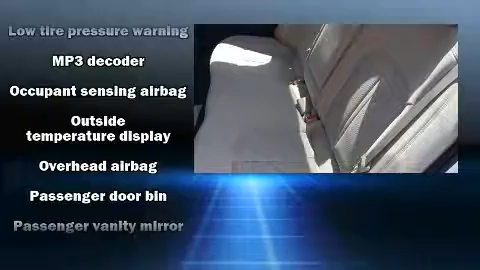 Low tire pressure warning
MP3 decoder
Occupant sensing airbag
Outside
temperature display
Overhead airbag
Passenger door bin
Passenger vanity mirror